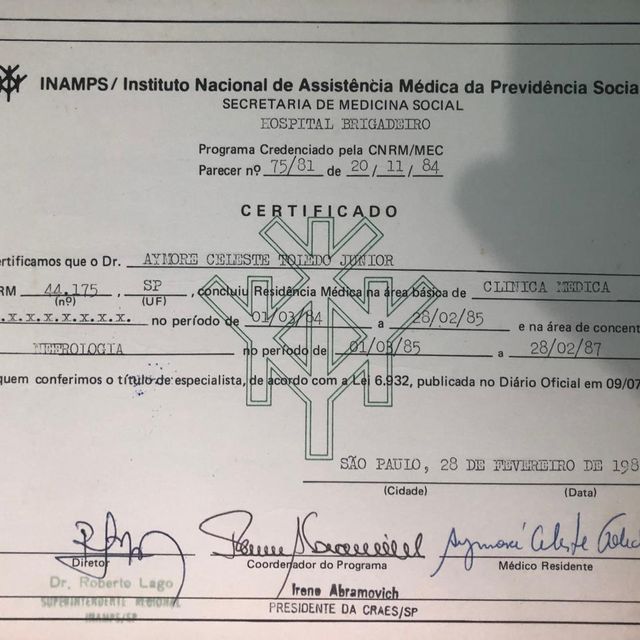 INAMPS/ Instituto Nacional de Assistência Médica da Previdência Socia
SECRETARIA DE MEDICINA SOCIAL
HOSPITAL BRIGADEIRO
Programa Credenciado pela CNRM/MEC
Parecer nº 75/81 de 20/11/84
CERTIFICADO
ertificamos que o Dr. AYMORE CELESTE TOLEDO JUNIOR
RM 44.175, SP, concluiu Residência Médica na área básica de CLINICA MEDICA
(nº) (UF)
.x.x.x.x.x.x.x. no período de 01/03/84 a 28/02/85 e na área de concent
NEFROLOGIA no período de 01/03/85 a 28/02/87
quem conferimos o título de especialista, de acordo com a Lei 6.932, publicada no Diário Oficial em 09/07
SÃO PAULO, 28 DE FEVEREIRO DE 198
(Cidade) (Data)
Diretor Coordenador do Programa Médico Residente
Dr. Roberto Lago
SUPERINTENDENTE REGIONAL
INAMPS/SP
Irene Abramovich
PRESIDENTE DA CRAES/SP